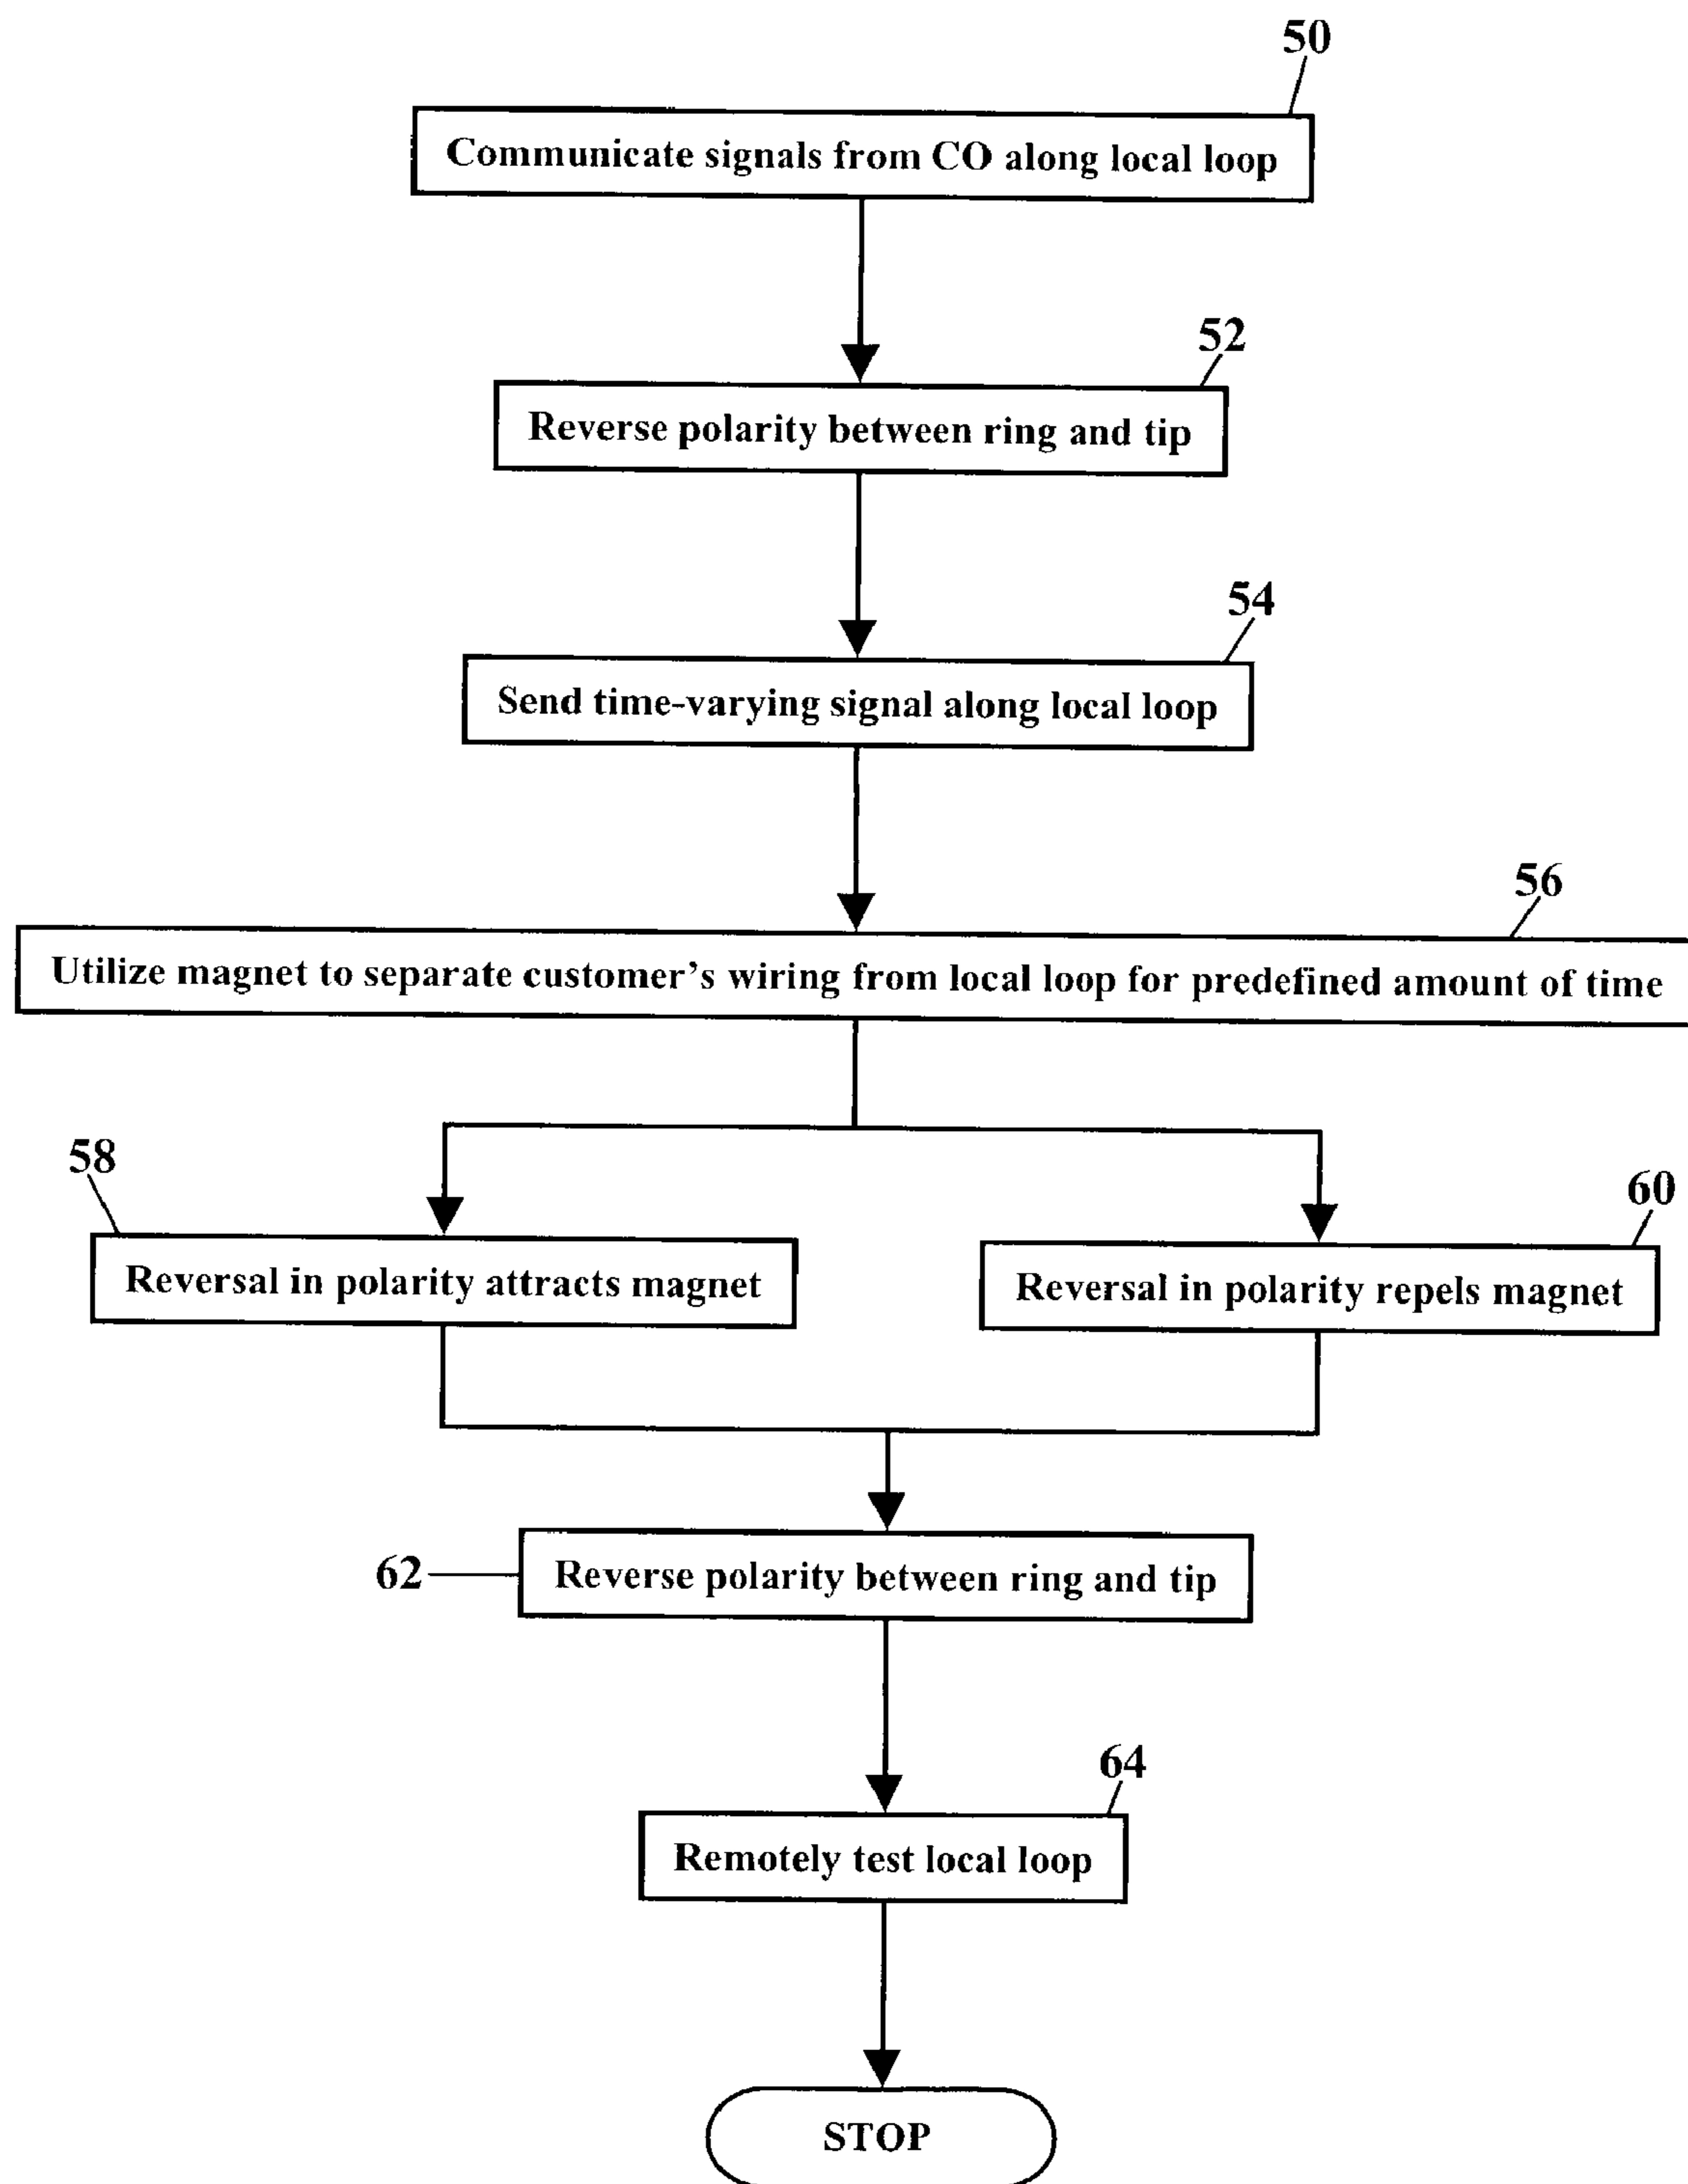 50
Communicate signals from CO along local loop
52
Reverse polarity between ring and tip
54
Send time-varying signal along local loop
56
Utilize magnet to separate customer's wiring from local loop for predefined amount of time
58
60
Reversal in polarity attracts magnet
Reversal in polarity repels magnet
62
Reverse polarity between ring and tip
64
Remotely test local loop
STOP